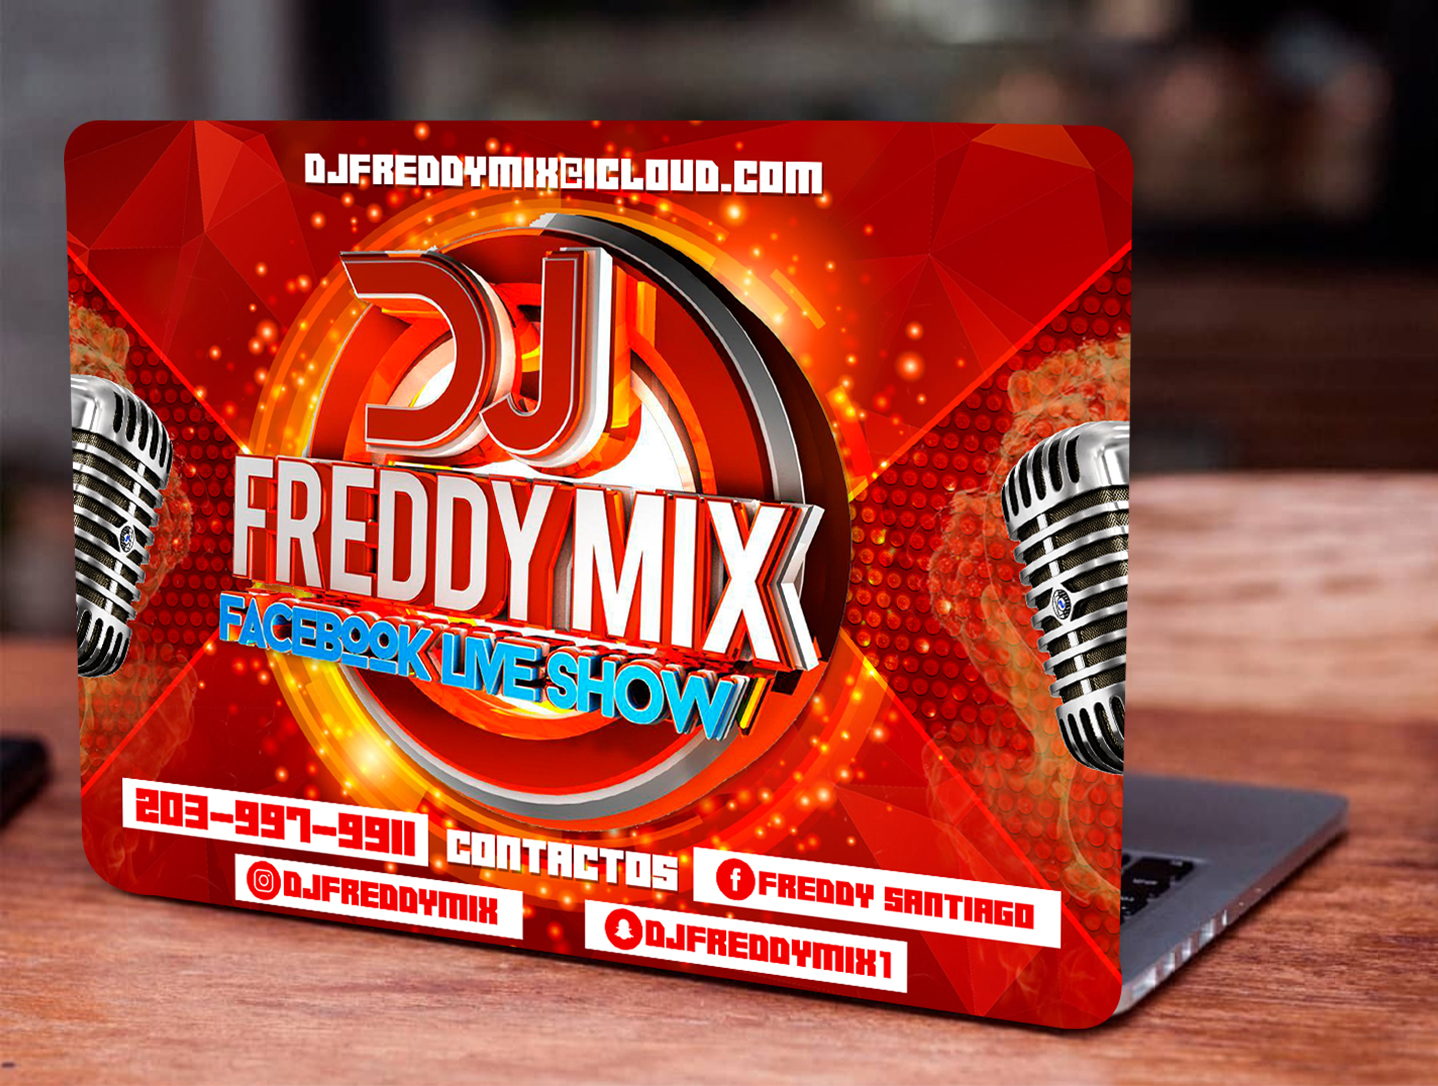 DJFREDDYMIX@ICLOUD.COM
DJ
FREDDY MIX
FACEBOOK LIVE SHOW
203-997-9911
CONTACTOS
FREDDY SANTIAGO
DJFREDDYMIX
DJFREDDYMIX1